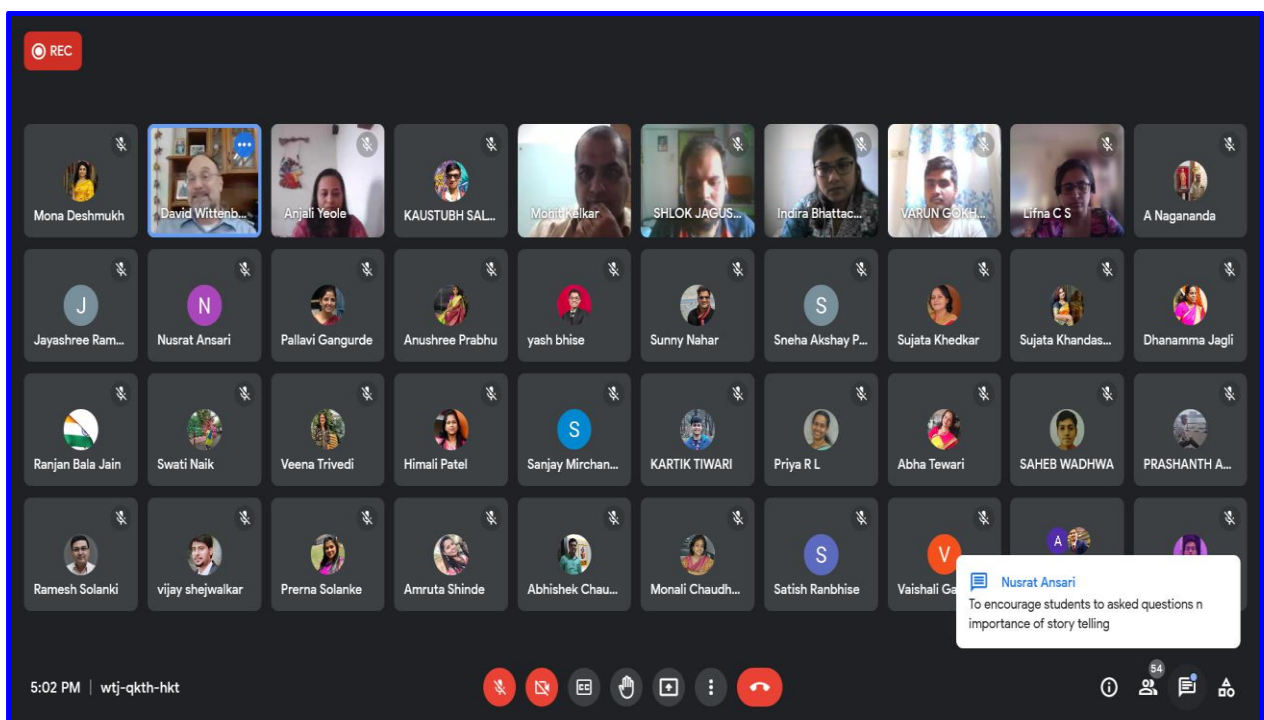 REC
Mona Deshmukh
David Wittenb...
Anjali Yeole
KAUSTUBH SAL...
Mohit Kelkar
SHLOK JAGUS...
Indira Bhattac...
VARUN GOKH...
Lifna C S
A Nagananda
J
Jayashree Ram...
N
Nusrat Ansari
Pallavi Gangurde
Anushree Prabhu
yash bhise
Sunny Nahar
S
Sneha Akshay P...
Sujata Khedkar
Sujata Khandas...
Dhanamma Jagli
Ranjan Bala Jain
Swati Naik
Veena Trivedi
Himali Patel
S
Sanjay Mirchan...
KARTIK TIWARI
Priya R L
Abha Tewari
SAHEB WADHWA
PRASHANTH A...
Ramesh Solanki
vijay shejwalkar
Prerna Solanke
Amruta Shinde
Abhishek Chau...
Monali Chaudh...
S
Satish Ranbhise
V
Vaishali Ga
A
Nusrat Ansari
To encourage students to asked questions n
importance of story telling
5:02 PM | wtj-qkth-hkt
CC
54